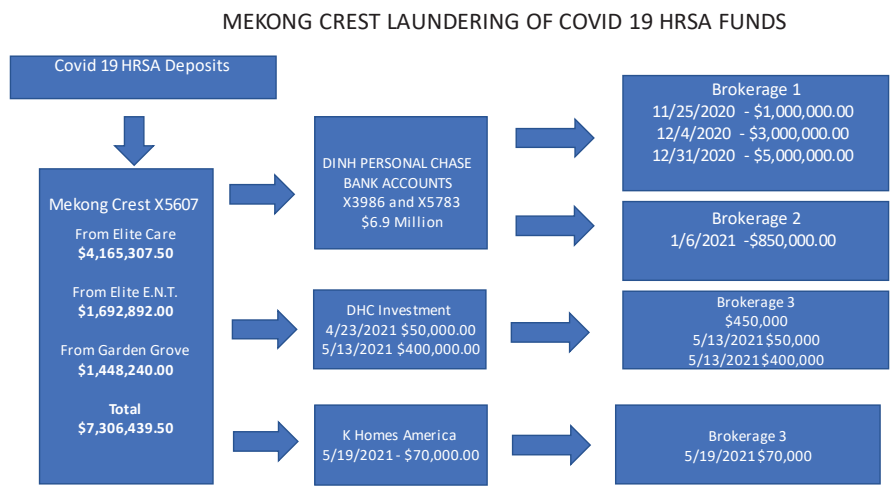 MEKONG CREST LAUNDERING OF COVID 19 HRSA FUNDS
Covid 19 HRSA Deposits
Mekong Crest X5607
From Elite Care
$4,165,307.50
From Elite E.N.T.
$1,692,892.00
From Garden Grove
$1,448,240.00
Total
$7,306,439.50
DINH PERSONAL CHASE
BANK ACCOUNTS
X3986 and X5783
$6.9 Million
Brokerage 1
11/25/2020 - $1,000,000.00
12/4/2020 - $3,000,000.00
12/31/2020 - $5,000,000.00
Brokerage 2
1/6/2021 -$850,000.00
DHC Investment
4/23/2021 $50,000.00
5/13/2021 $400,000.00
Brokerage 3
$450,000
5/13/2021 $50,000
5/13/2021 $400,000
K Homes America
5/19/2021 - $70,000.00
Brokerage 3
5/19/2021 $70,000